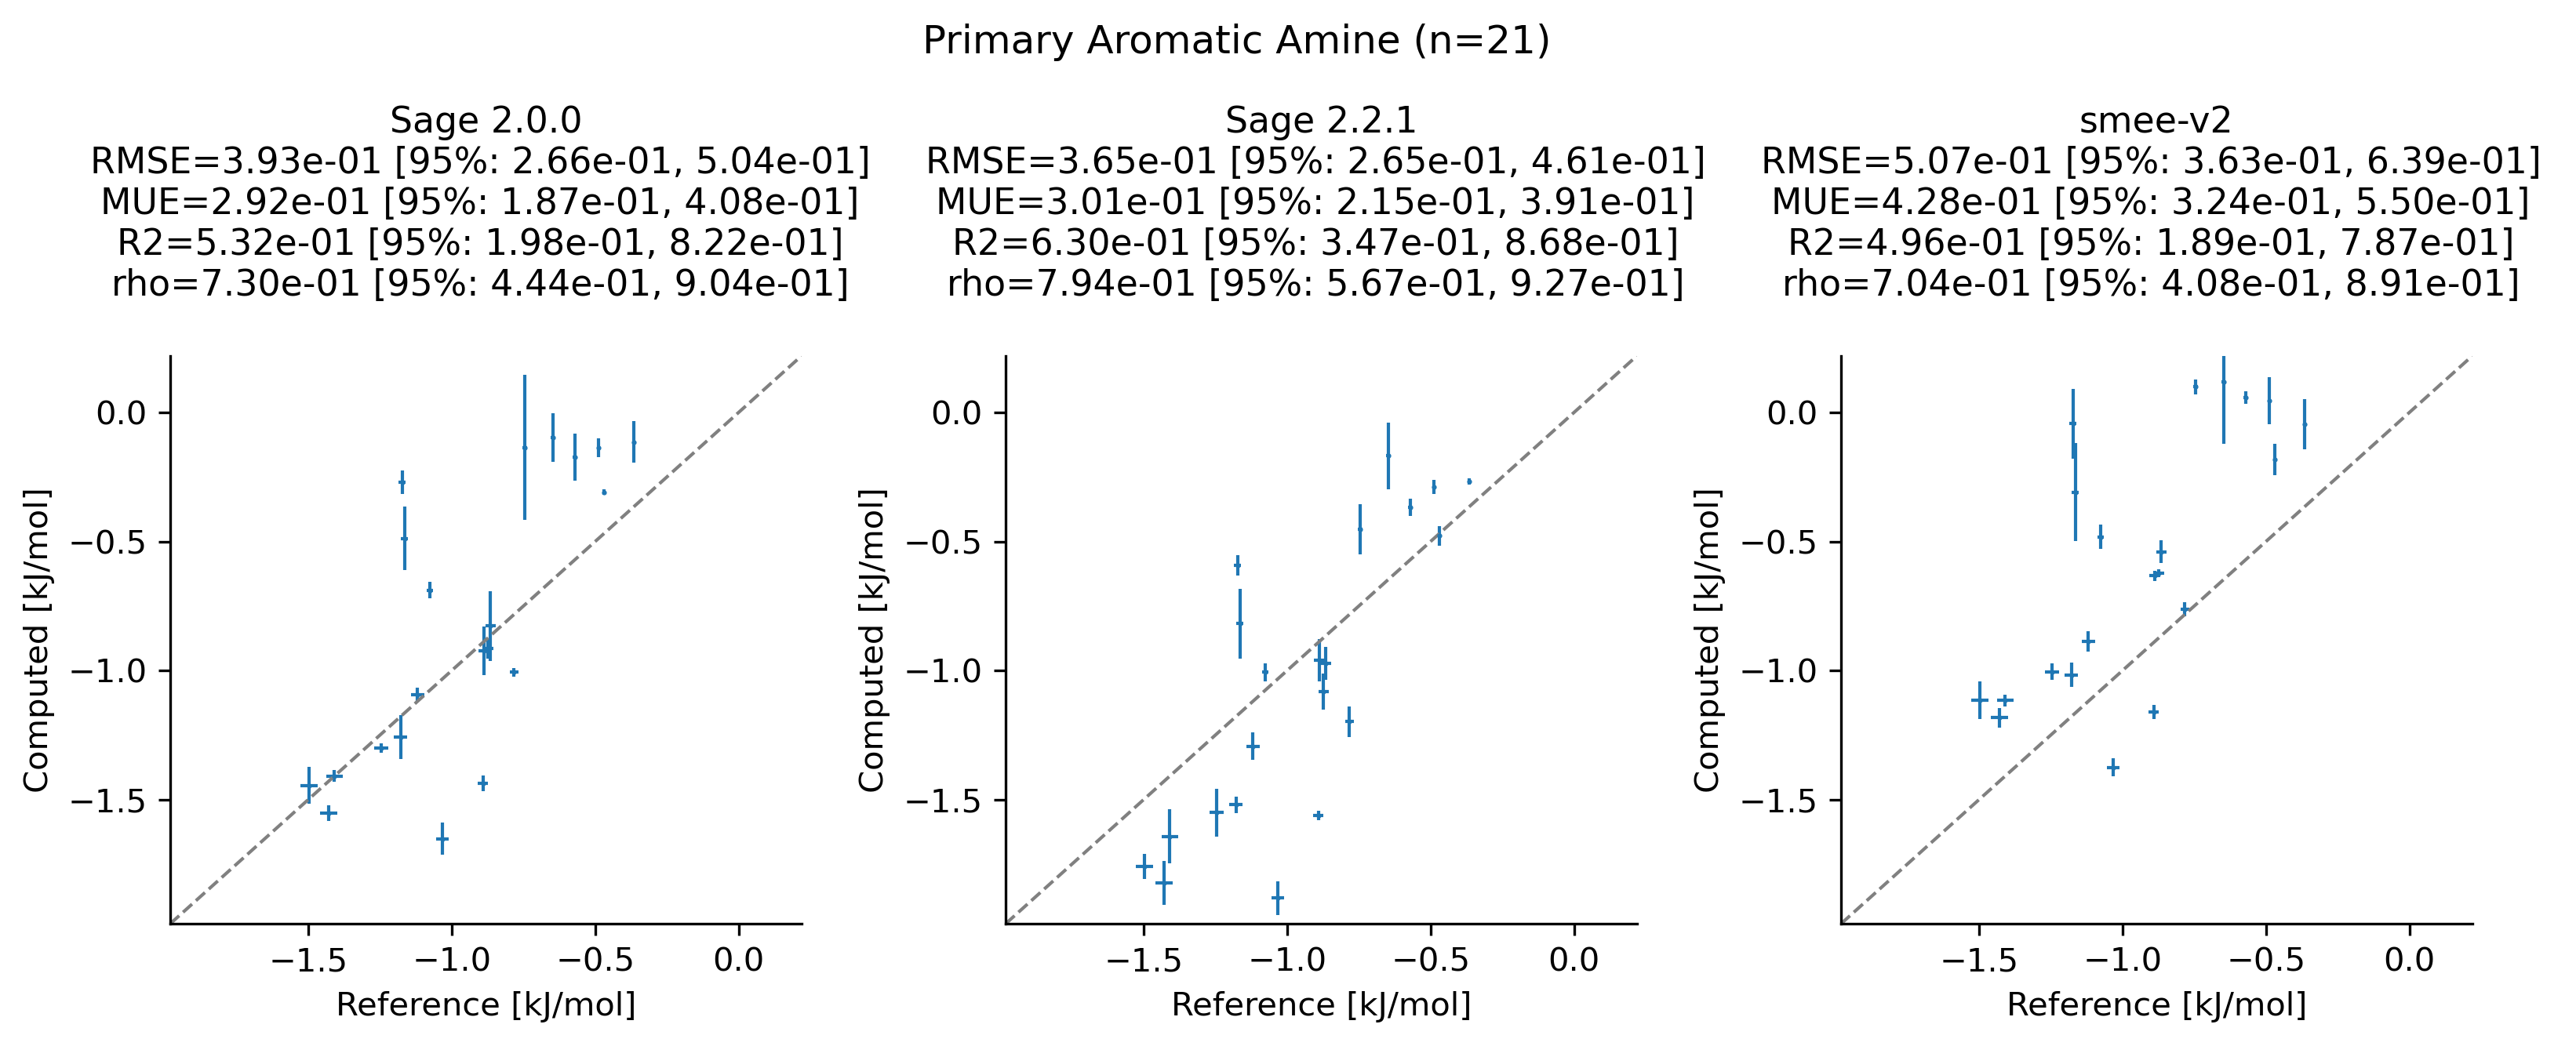 Primary Aromatic Amine (n=21)
Sage 2.0.0
RMSE=3.93e-01 [95%: 2.66e-01, 5.04e-01]
MUE=2.92e-01 [95%: 1.87e-01, 4.08e-01]
R2=5.32e-01 [95%: 1.98e-01, 8.22e-01]
rho=7.30e-01 [95%: 4.44e-01, 9.04e-01]
0.0
−0.5
−1.0
−1.5
Computed [kJ/mol]
−1.5 −1.0 −0.5 0.0
Reference [kJ/mol]
Sage 2.2.1
RMSE=3.65e-01 [95%: 2.65e-01, 4.61e-01]
MUE=3.01e-01 [95%: 2.15e-01, 3.91e-01]
R2=6.30e-01 [95%: 3.47e-01, 8.68e-01]
rho=7.94e-01 [95%: 5.67e-01, 9.27e-01]
0.0
−0.5
−1.0
−1.5
Computed [kJ/mol]
−1.5 −1.0 −0.5 0.0
Reference [kJ/mol]
smee-v2
RMSE=5.07e-01 [95%: 3.63e-01, 6.39e-01]
MUE=4.28e-01 [95%: 3.24e-01, 5.50e-01]
R2=4.96e-01 [95%: 1.89e-01, 7.87e-01]
rho=7.04e-01 [95%: 4.08e-01, 8.91e-01]
0.0
−0.5
−1.0
−1.5
Computed [kJ/mol]
−1.5 −1.0 −0.5 0.0
Reference [kJ/mol]